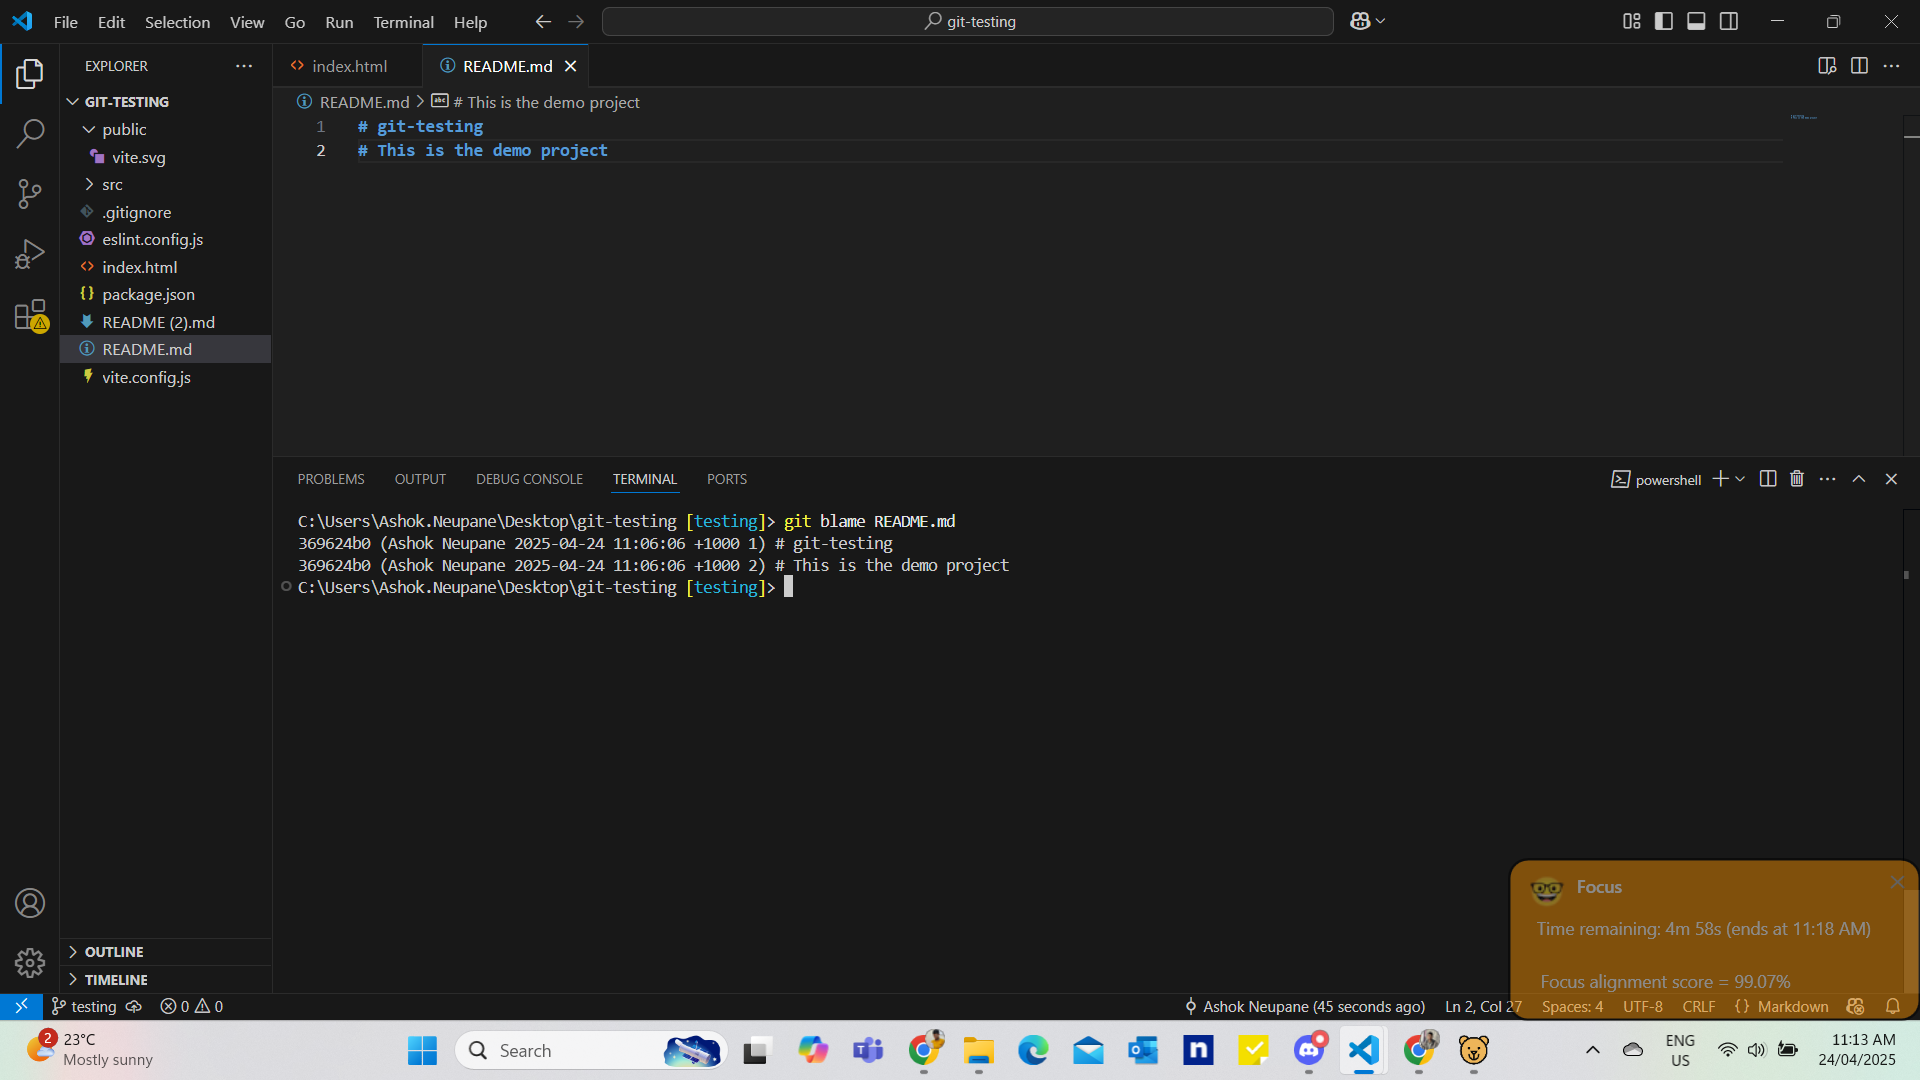 File Edit Selection View Go Run Terminal Help
git-testing
EXPLORER
GIT-TESTING
public
vite.svg
src
.gitignore
eslint.config.js
index.html
package.json
README (2).md
README.md
vite.config.js
OUTLINE
TIMELINE
index.html
README.md
README.md > # This is the demo project
1 # git-testing
2 # This is the demo project
PROBLEMS OUTPUT DEBUG CONSOLE TERMINAL PORTS
powershell
C:\Users\Ashok.Neupane\Desktop\git-testing [testing]> git blame README.md
369624b0 (Ashok Neupane 2025-04-24 11:06:06 +1000 1) # git-testing
369624b0 (Ashok Neupane 2025-04-24 11:06:06 +1000 2) # This is the demo project
C:\Users\Ashok.Neupane\Desktop\git-testing [testing]>
Focus
Time remaining: 4m 58s (ends at 11:18 AM)
Focus alignment score = 99.07%
testing 0 0
Ashok Neupane (45 seconds ago) Ln 2, Col 27 Spaces: 4 UTF-8 CRLF {} Markdown
2
23°C
Mostly sunny
Search
ENG
US
11:13 AM
24/04/2025